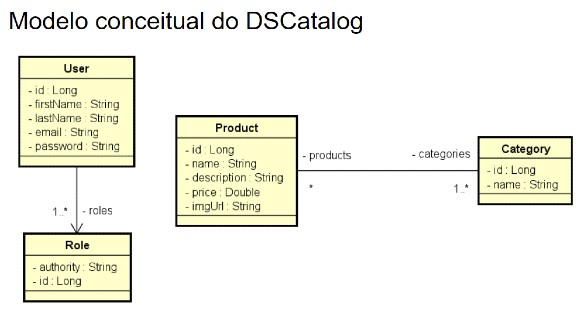 Modelo conceitual do DSCatalog
User
- id : Long
- firstName : String
- lastName : String
- email : String
- password : String
1..*
- roles
Role
- authority : String
- id : Long
Product
- id : Long
- name : String
- description : String
- price : Double
- imgUrl : String
- products
*
- categories
1..*
Category
- id : Long
- name : String